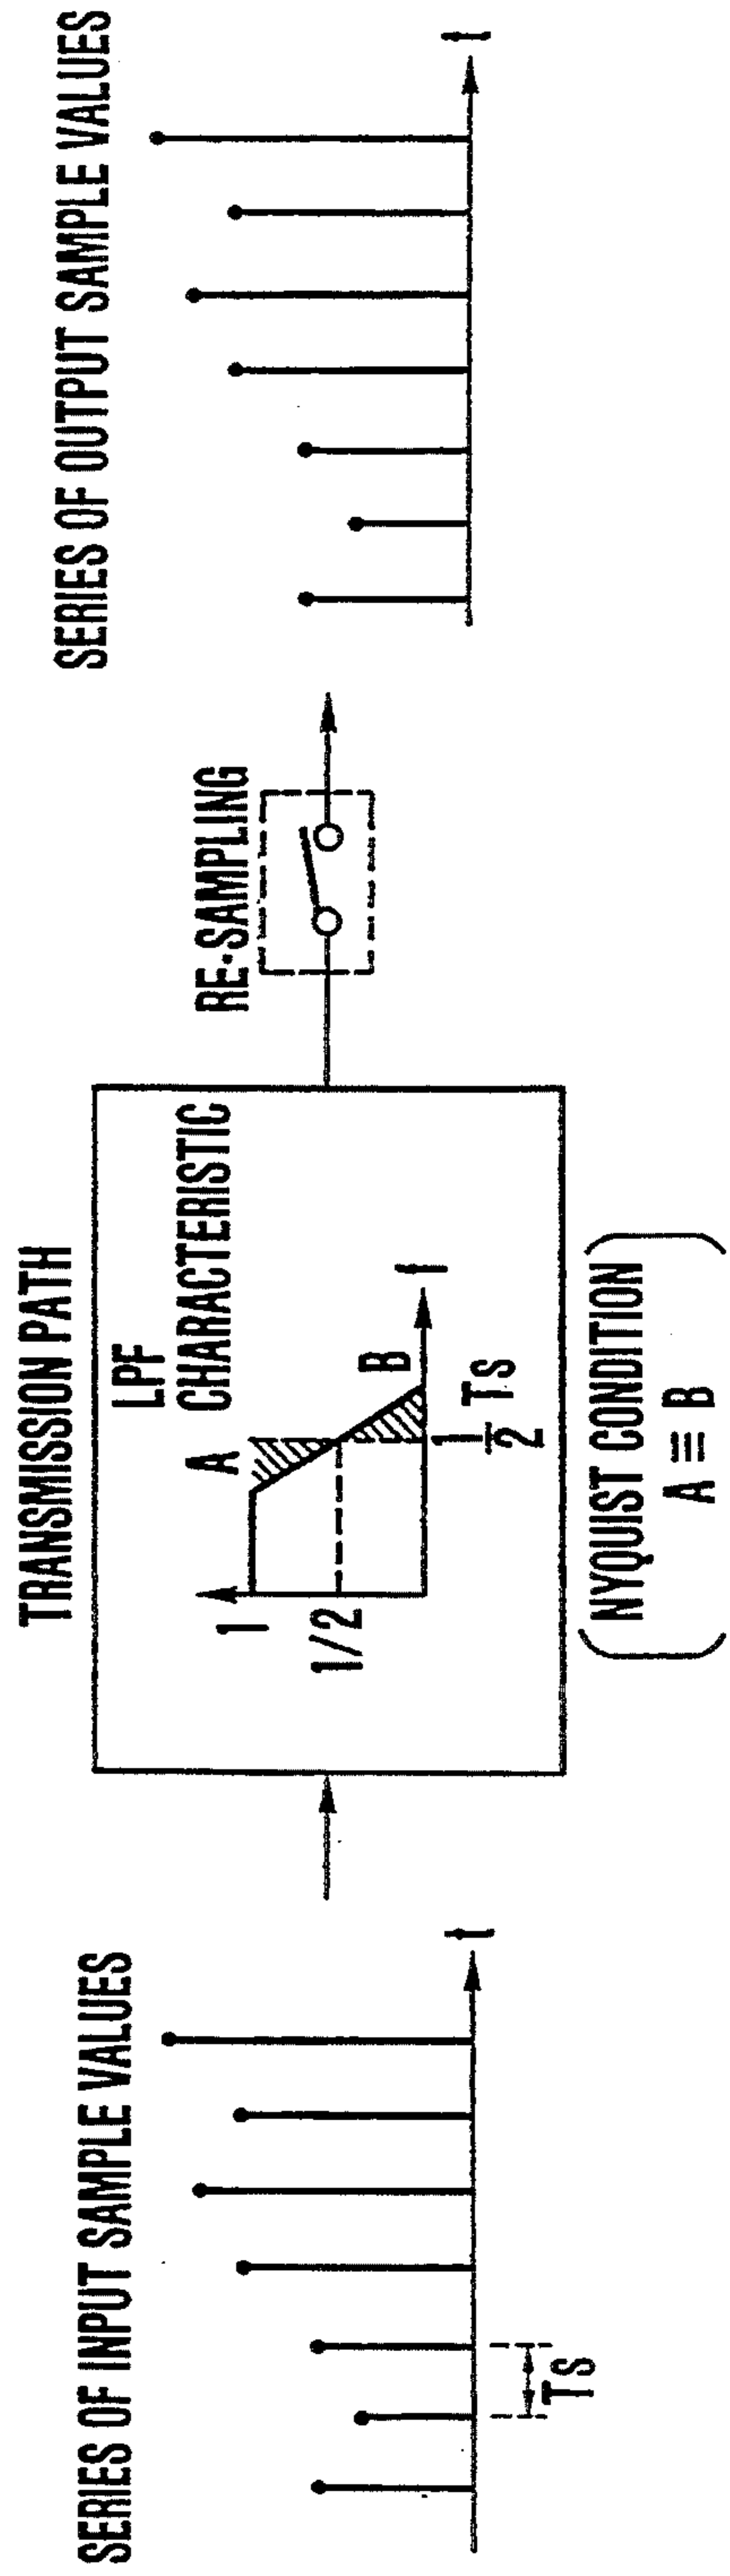 SERIES OF INPUT SAMPLE VALUES
t
TS
TRANSMISSION PATH
LPF
CHARACTERISTIC
1
A
1/2
B
f
1/2 TS
NYQUIST CONDITION
A ≡ B
RE-SAMPLING
SERIES OF OUTPUT SAMPLE VALUES
t